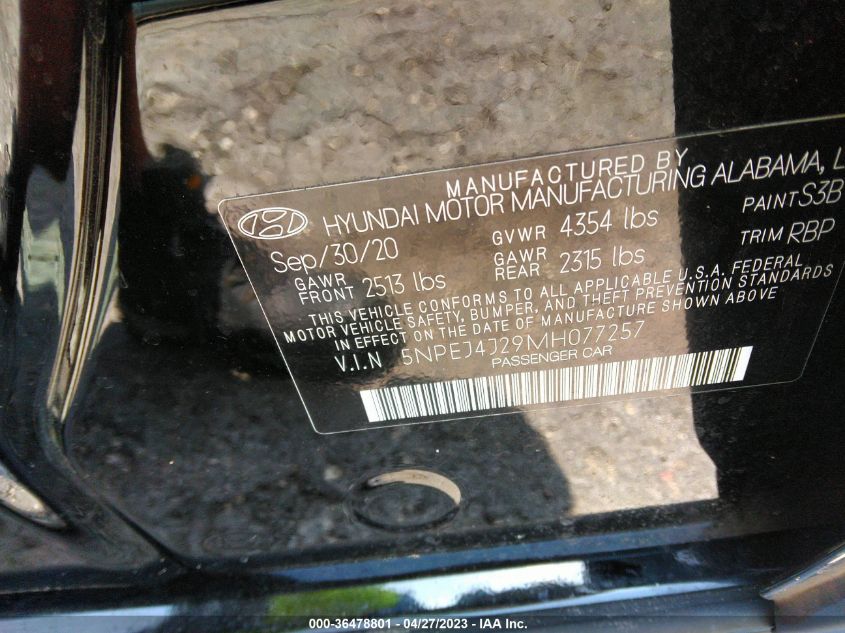 MANUFACTURED BY
HYUNDAI MOTOR MANUFACTURING ALABAMA, L
Sep/30/20 GVWR 4354 lbs PAINT S3B
GAWR FRONT 2513 lbs GAWR REAR 2315 lbs TRIM RBP
THIS VEHICLE CONFORMS TO ALL APPLICABLE U.S.A. FEDERAL
MOTOR VEHICLE SAFETY, BUMPER, AND THEFT PREVENTION STANDARDS
IN EFFECT ON THE DATE OF MANUFACTURE SHOWN ABOVE
V.I.N 5NPEJ4J29MH077257
PASSENGER CAR
000-36478801 - 04/27/2023 - IAA Inc.